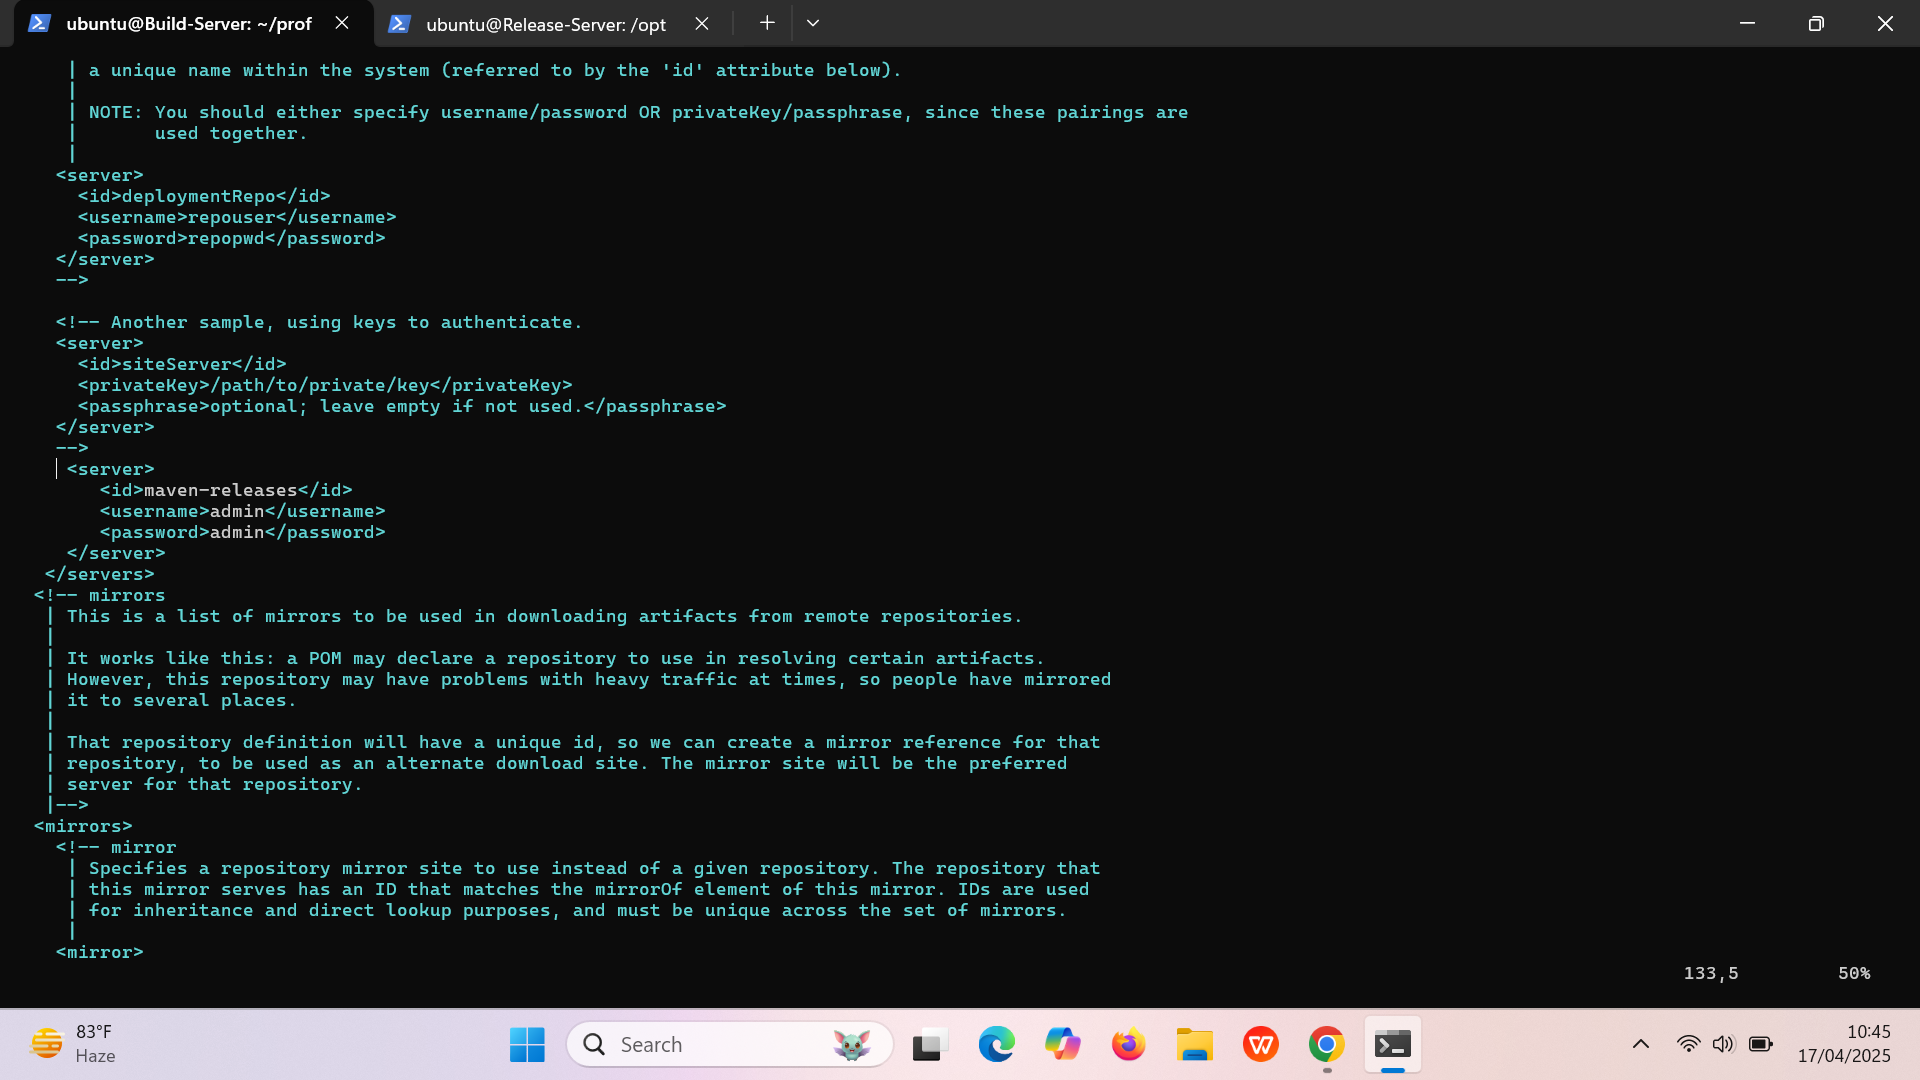 ubuntu@Build-Server: ~/prof
ubuntu@Release-Server: /opt
| a unique name within the system (referred to by the 'id' attribute below).
|
| NOTE: You should either specify username/password OR privateKey/passphrase, since these pairings are
|       used together.
|
<server>
<id>deploymentRepo</id>
<username>repouser</username>
<password>repopwd</password>
</server>
-->
<!-- Another sample, using keys to authenticate.
<server>
<id>siteServer</id>
<privateKey>/path/to/private/key</privateKey>
<passphrase>optional; leave empty if not used.</passphrase>
</server>
-->
<server>
<id>maven-releases</id>
<username>admin</username>
<password>admin</password>
</server>
</servers>
<!-- mirrors
| This is a list of mirrors to be used in downloading artifacts from remote repositories.
|
| It works like this: a POM may declare a repository to use in resolving certain artifacts.
| However, this repository may have problems with heavy traffic at times, so people have mirrored
| it to several places.
|
| That repository definition will have a unique id, so we can create a mirror reference for that
| repository, to be used as an alternate download site. The mirror site will be the preferred
| server for that repository.
|-->
<mirrors>
<!-- mirror
| Specifies a repository mirror site to use instead of a given repository. The repository that
| this mirror serves has an ID that matches the mirrorOf element of this mirror. IDs are used
| for inheritance and direct lookup purposes, and must be unique across the set of mirrors.
|
<mirror>
133,5 50%
83°F
Haze
Search
10:45
17/04/2025